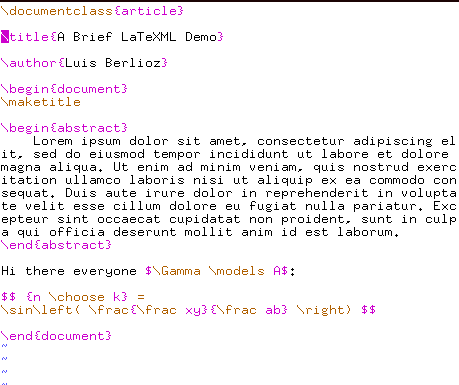 \documentclass{article}
\title{A Brief LaTeXML Demo}
\author{Luis Berlioz}
\begin{document}
\maketitle
\begin{abstract}
Lorem ipsum dolor sit amet, consectetur adipiscing el
it, sed do eiusmod tempor incididunt ut labore et dolore
magna aliqua. Ut enim ad minim veniam, quis nostrud exerc
itation ullamco laboris nisi ut aliquip ex ea commodo con
sequat. Duis aute irure dolor in reprehenderit in volupta
te velit esse cillum dolore eu fugiat nulla pariatur. Exc
epteur sint occaecat cupidatat non proident, sunt in culp
a qui officia deserunt mollit anim id est laborum.
\end{abstract}
Hi there everyone $\Gamma \models A$:
$$ {n \choose k} =
\sin\left( \frac{\frac xy}{\frac ab} \right) $$
\end{document}
~
~
~
~